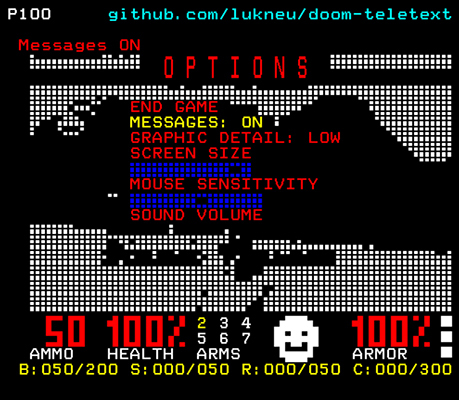 P100 github.com/lukneu/doom-teletext
Messages ON
OPTIONS
END GAME
MESSAGES: ON
GRAPHIC DETAIL: LOW
SCREEN SIZE
MOUSE SENSITIVITY
SOUND VOLUME
50 100% 2 3 4 100%
5 6 7
AMMO HEALTH ARMS ARMOR
B:050/200 S:000/050 R:000/050 C:000/300